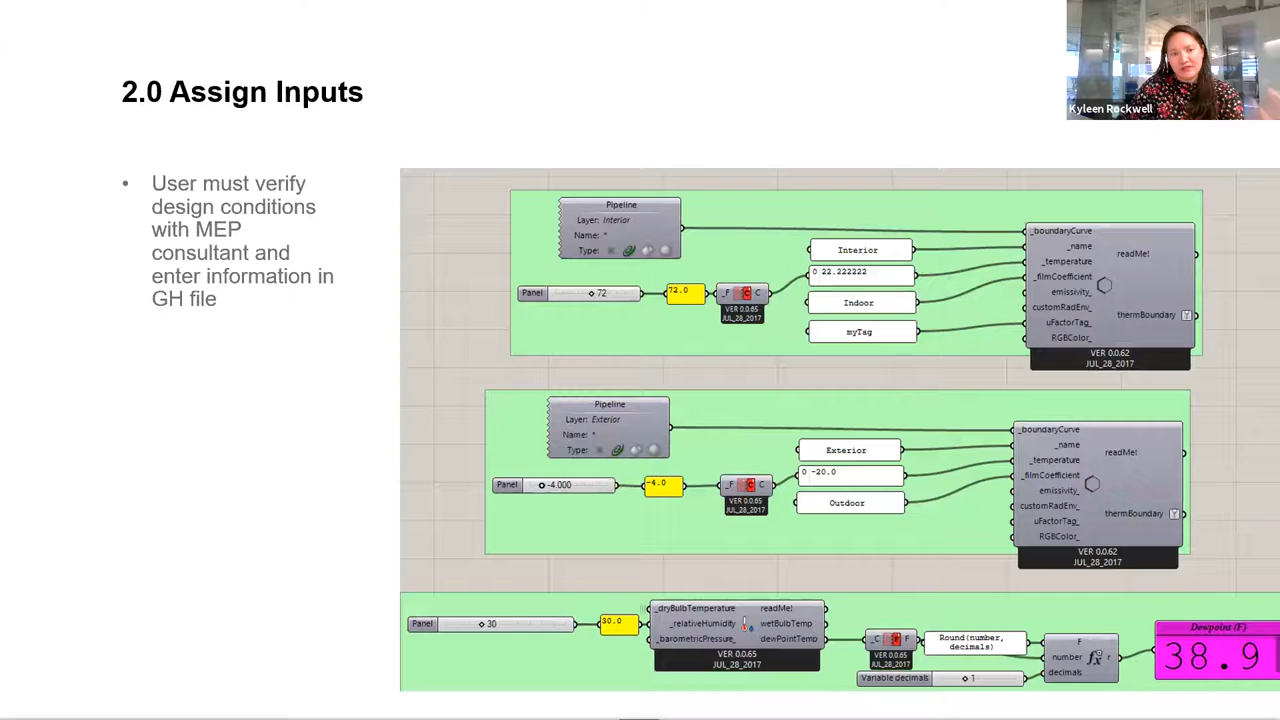 2.0 Assign Inputs
Kyleen Rockwell
• User must verify
design conditions
with MEP
consultant and
enter information in
GH file
Pipeline
Layer: Interior
Name: *
Type:
Panel 72
72.0
_F C C
VER 0.0.65
JUL_28_2017
Interior
0 22.222222
Indoor
myTag
_boundaryCurve
_name
_temperature
_filmCoefficient
emissivity_
customRadEnv_
uFactorTag_
RGBColor_
readMe!
thermBoundary
VER 0.0.62
JUL_28_2017
Pipeline
Layer: Exterior
Name: *
Type:
Panel -4.000
-4.0
_F C C
VER 0.0.65
JUL_28_2017
Exterior
0 -20.0
Outdoor
_boundaryCurve
_name
_temperature
_filmCoefficient
emissivity_
customRadEnv_
uFactorTag_
RGBColor_
readMe!
thermBoundary
VER 0.0.62
JUL_28_2017
Panel 30
30.0
_dryBulbTemperature
_relativeHumidity
_barometricPressure_
readMe!
wetBulbTemp
dewPointTemp
VER 0.0.65
JUL_28_2017
_C F F
VER 0.0.65
JUL_28_2017
Round(number,
decimals)
Variable decimals 1
F
number
decimals
fx
r
Dewpoint (F)
38.9